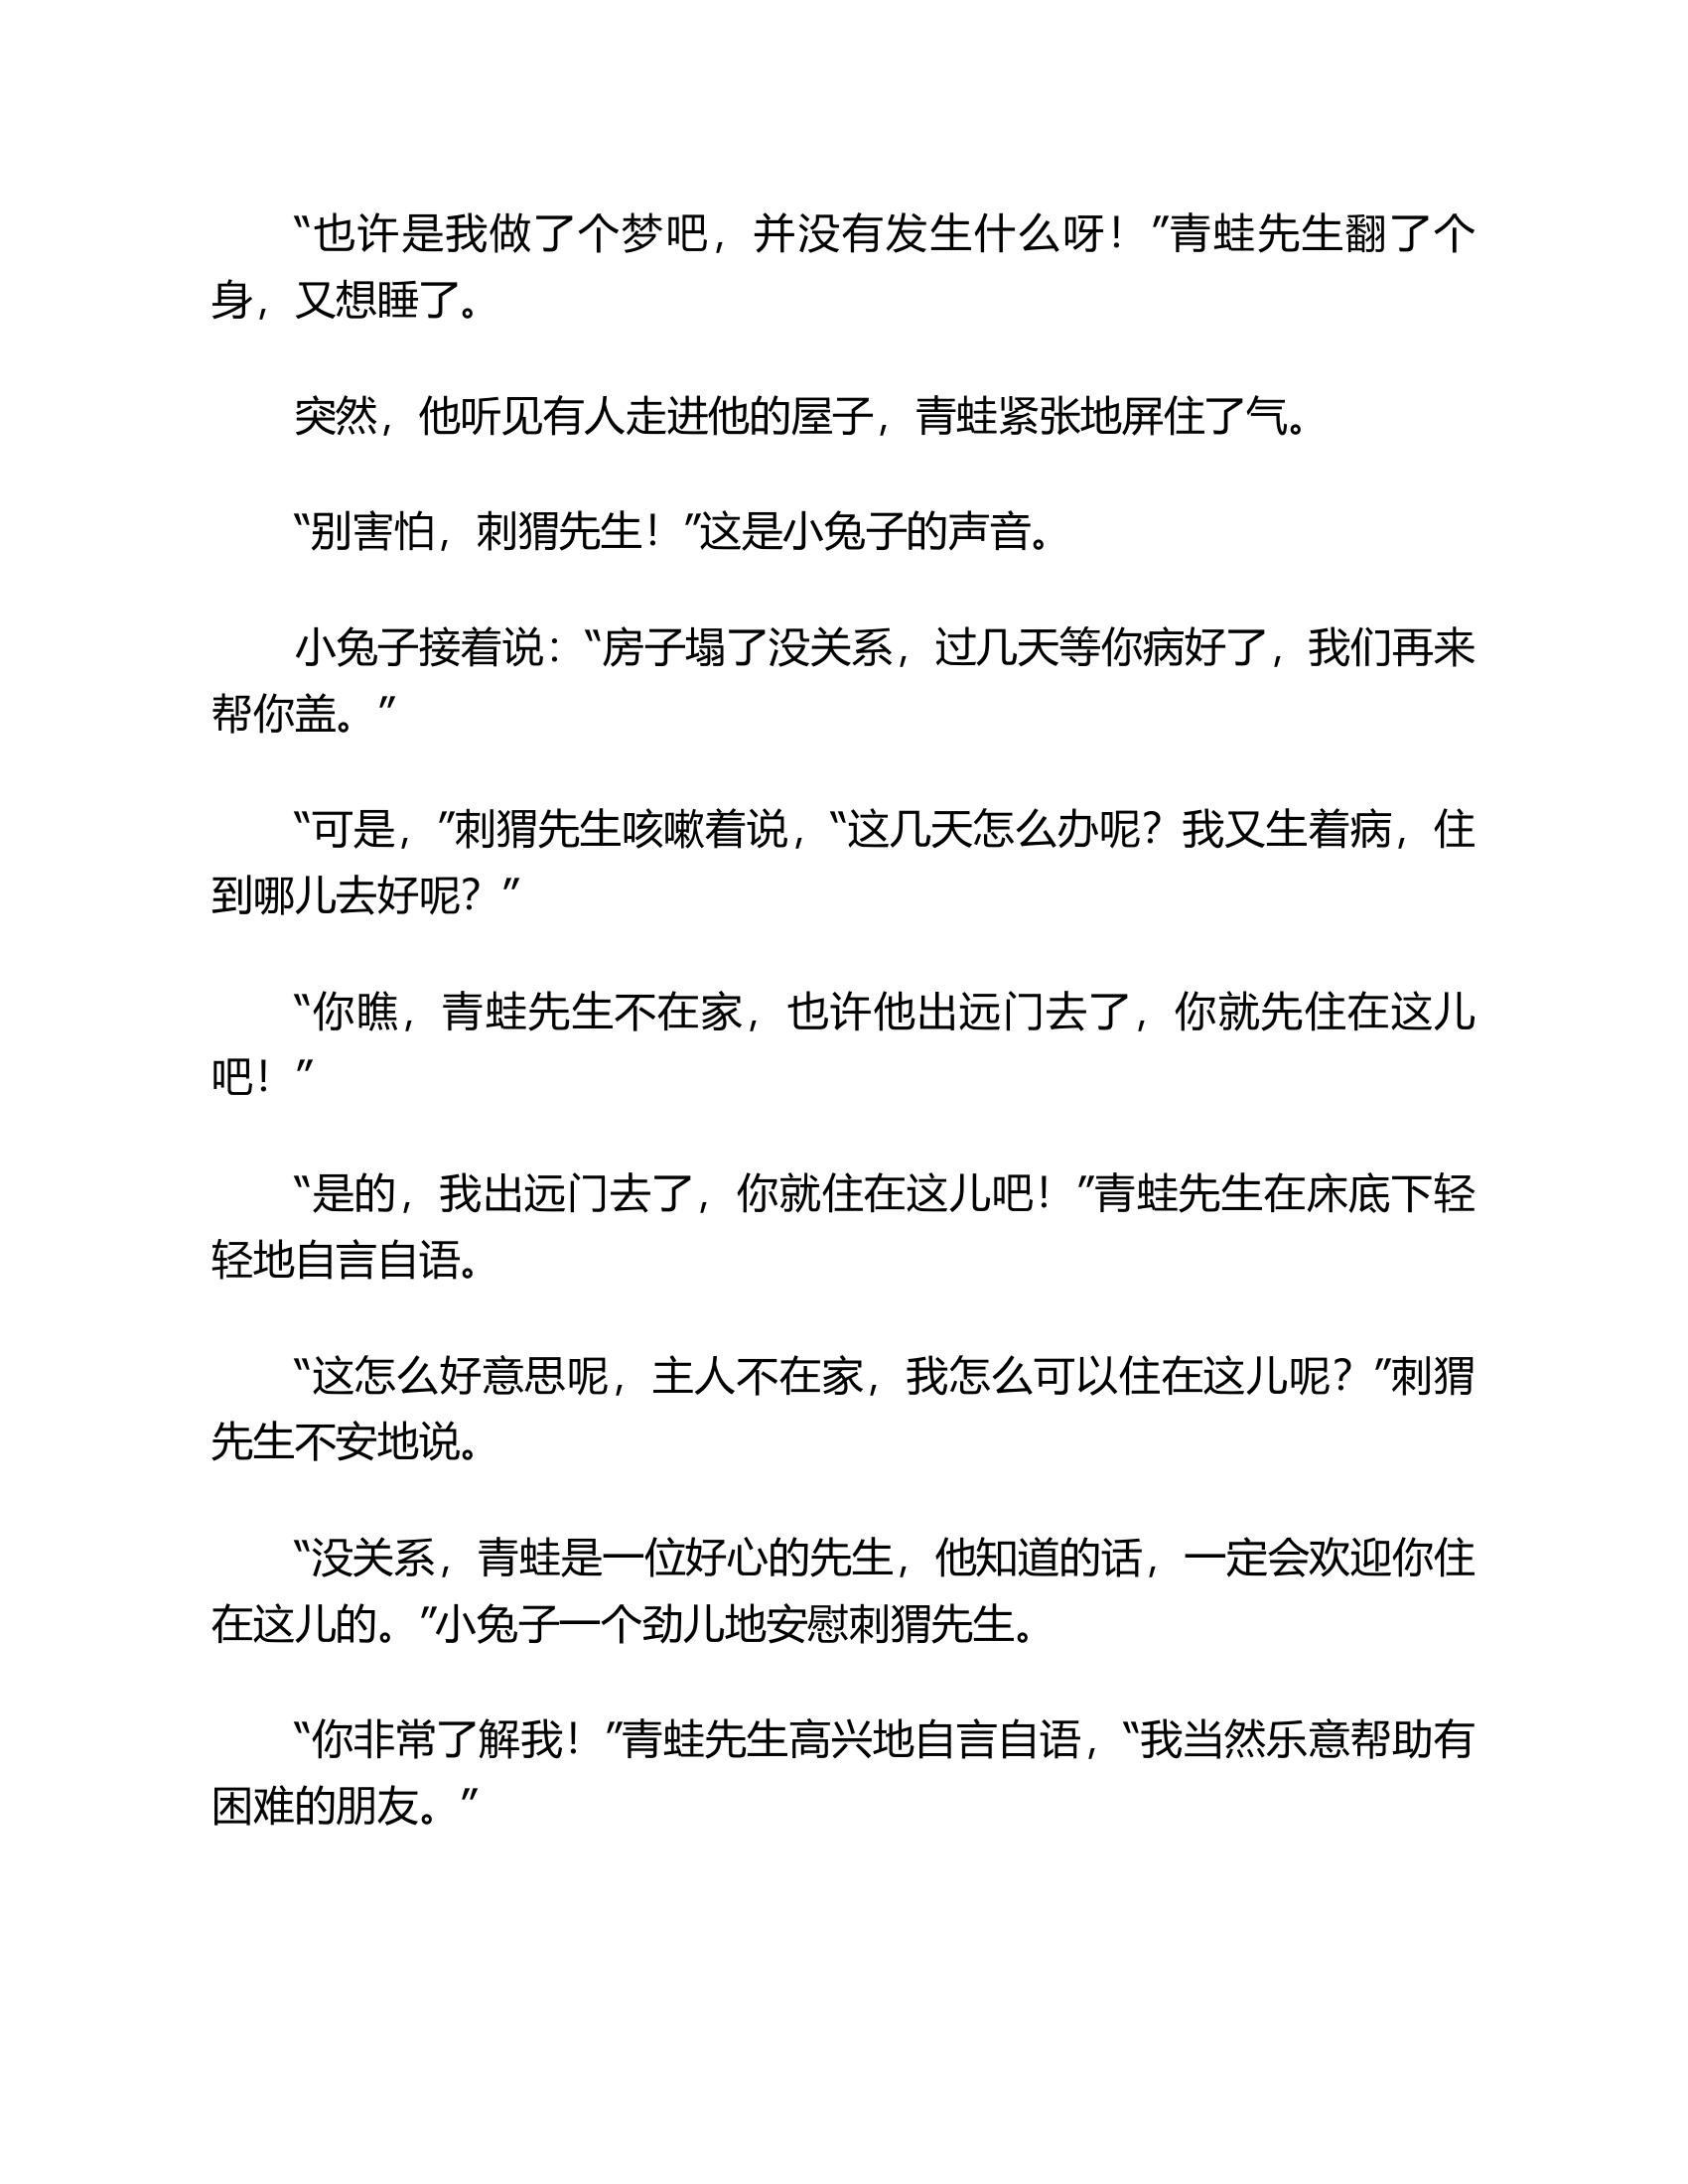 “也许是我做了个梦吧，并没有发生什么呀！”青蛙先生翻了个
身，又想睡了。
突然，他听见有人走进他的屋子，青蛙紧张地屏住了气。
“别害怕，刺猬先生！”这是小兔子的声音。
小兔子接着说：“房子塌了没关系，过几天等你病好了，我们再来
帮你盖。”
“可是，”刺猬先生咳嗽着说，“这几天怎么办呢？我又生着病，住
到哪儿去好呢？”
“你瞧，青蛙先生不在家，也许他出远门去了，你就先住在这儿
吧！”
“是的，我出远门去了，你就住在这儿吧！”青蛙先生在床底下轻
轻地自言自语。
“这怎么好意思呢，主人不在家，我怎么可以住在这儿呢？”刺猬
先生不安地说。
“没关系，青蛙是一位好心的先生，他知道的话，一定会欢迎你住
在这儿的。”小兔子一个劲儿地安慰刺猬先生。
“你非常了解我！”青蛙先生高兴地自言自语，“我当然乐意帮助有
困难的朋友。”